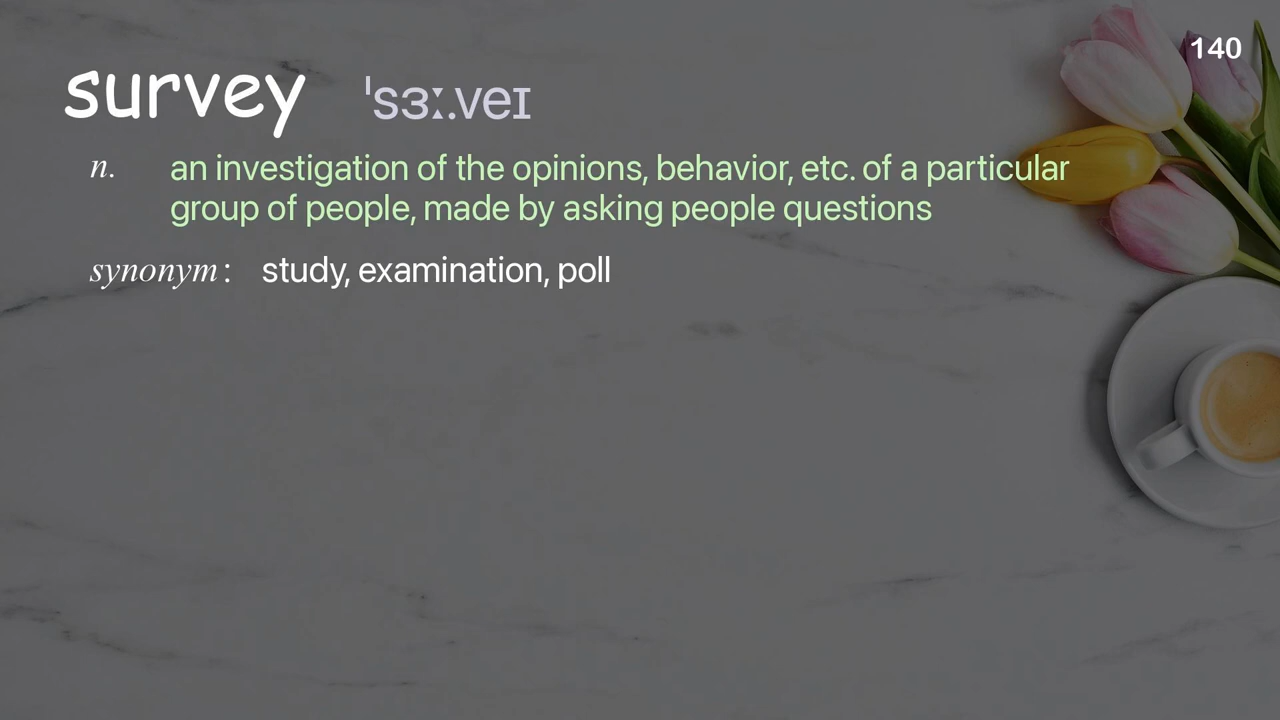 140
survey ˈsɜː.veɪ
n. an investigation of the opinions, behavior, etc. of a particular
group of people, made by asking people questions
synonym: study, examination, poll